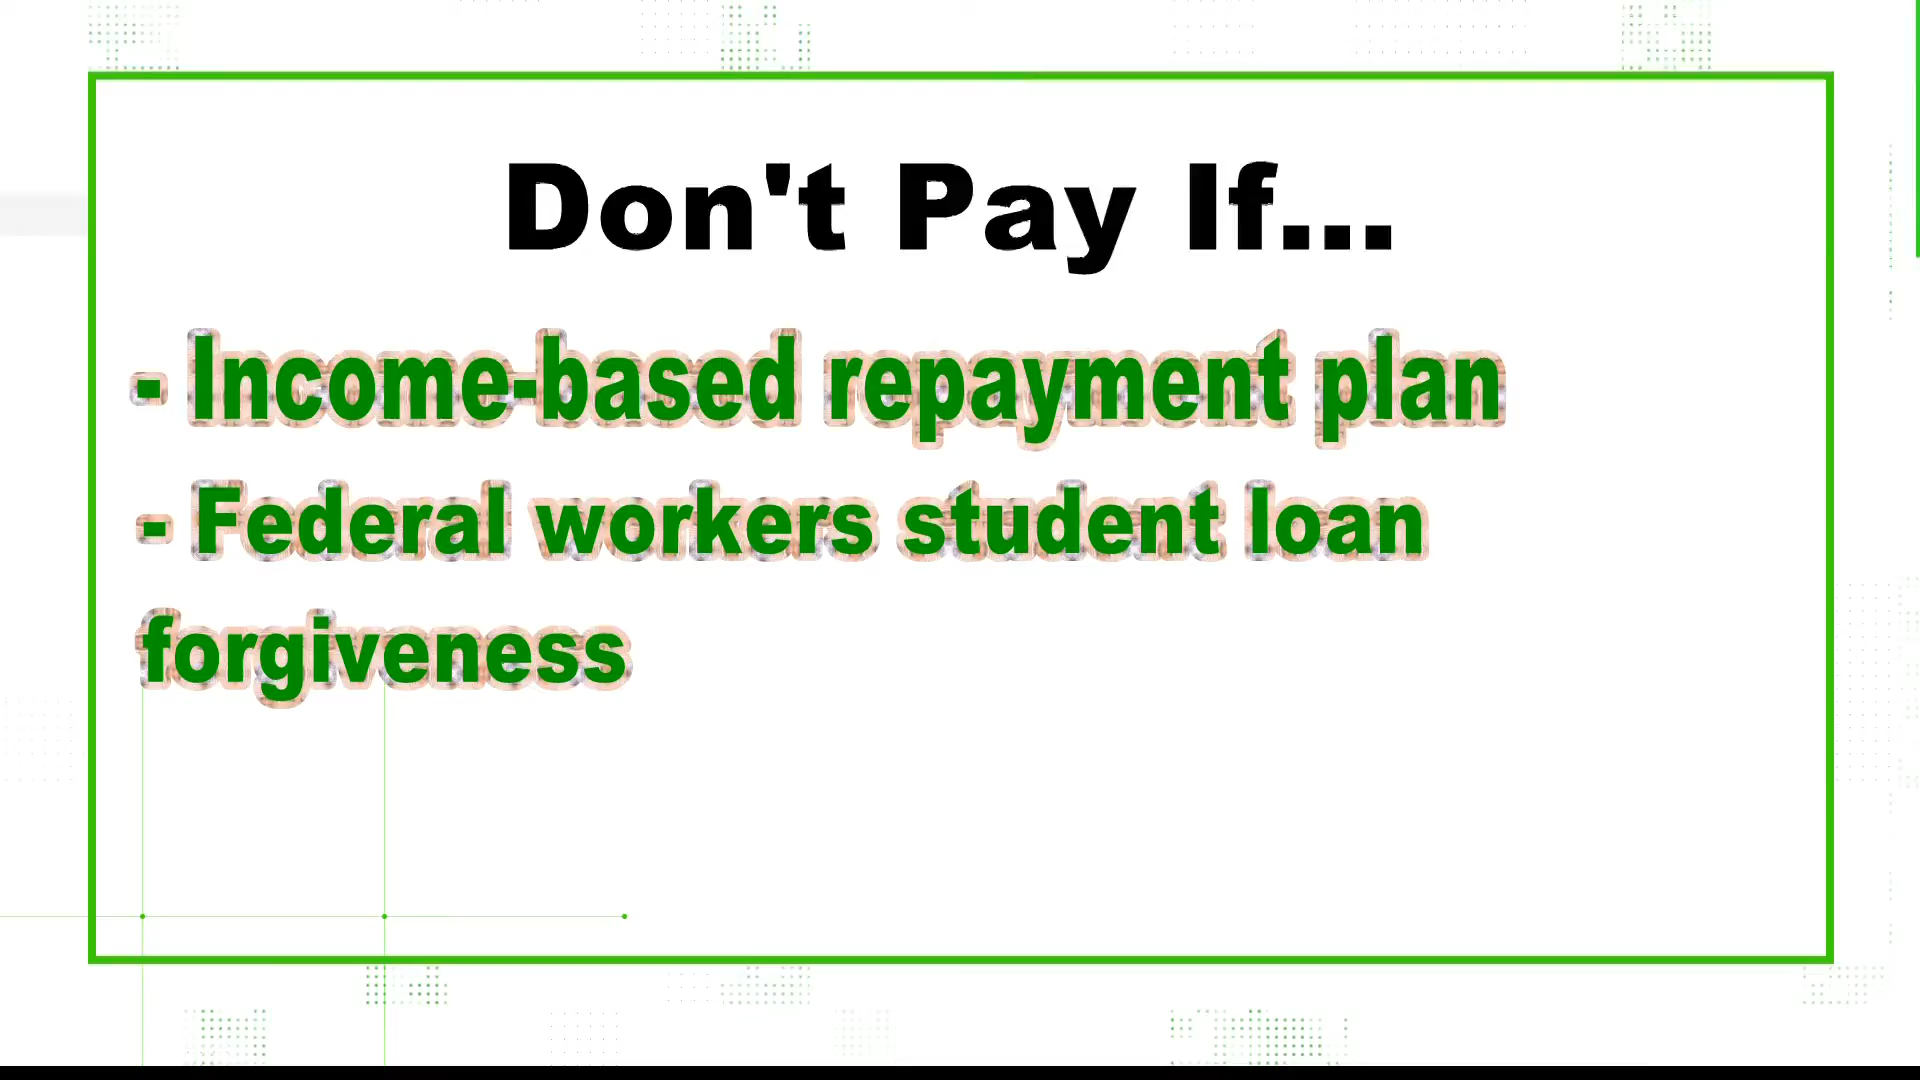 Don't Pay If...
- Income-based repayment plan
- Federal workers student loan
forgiveness